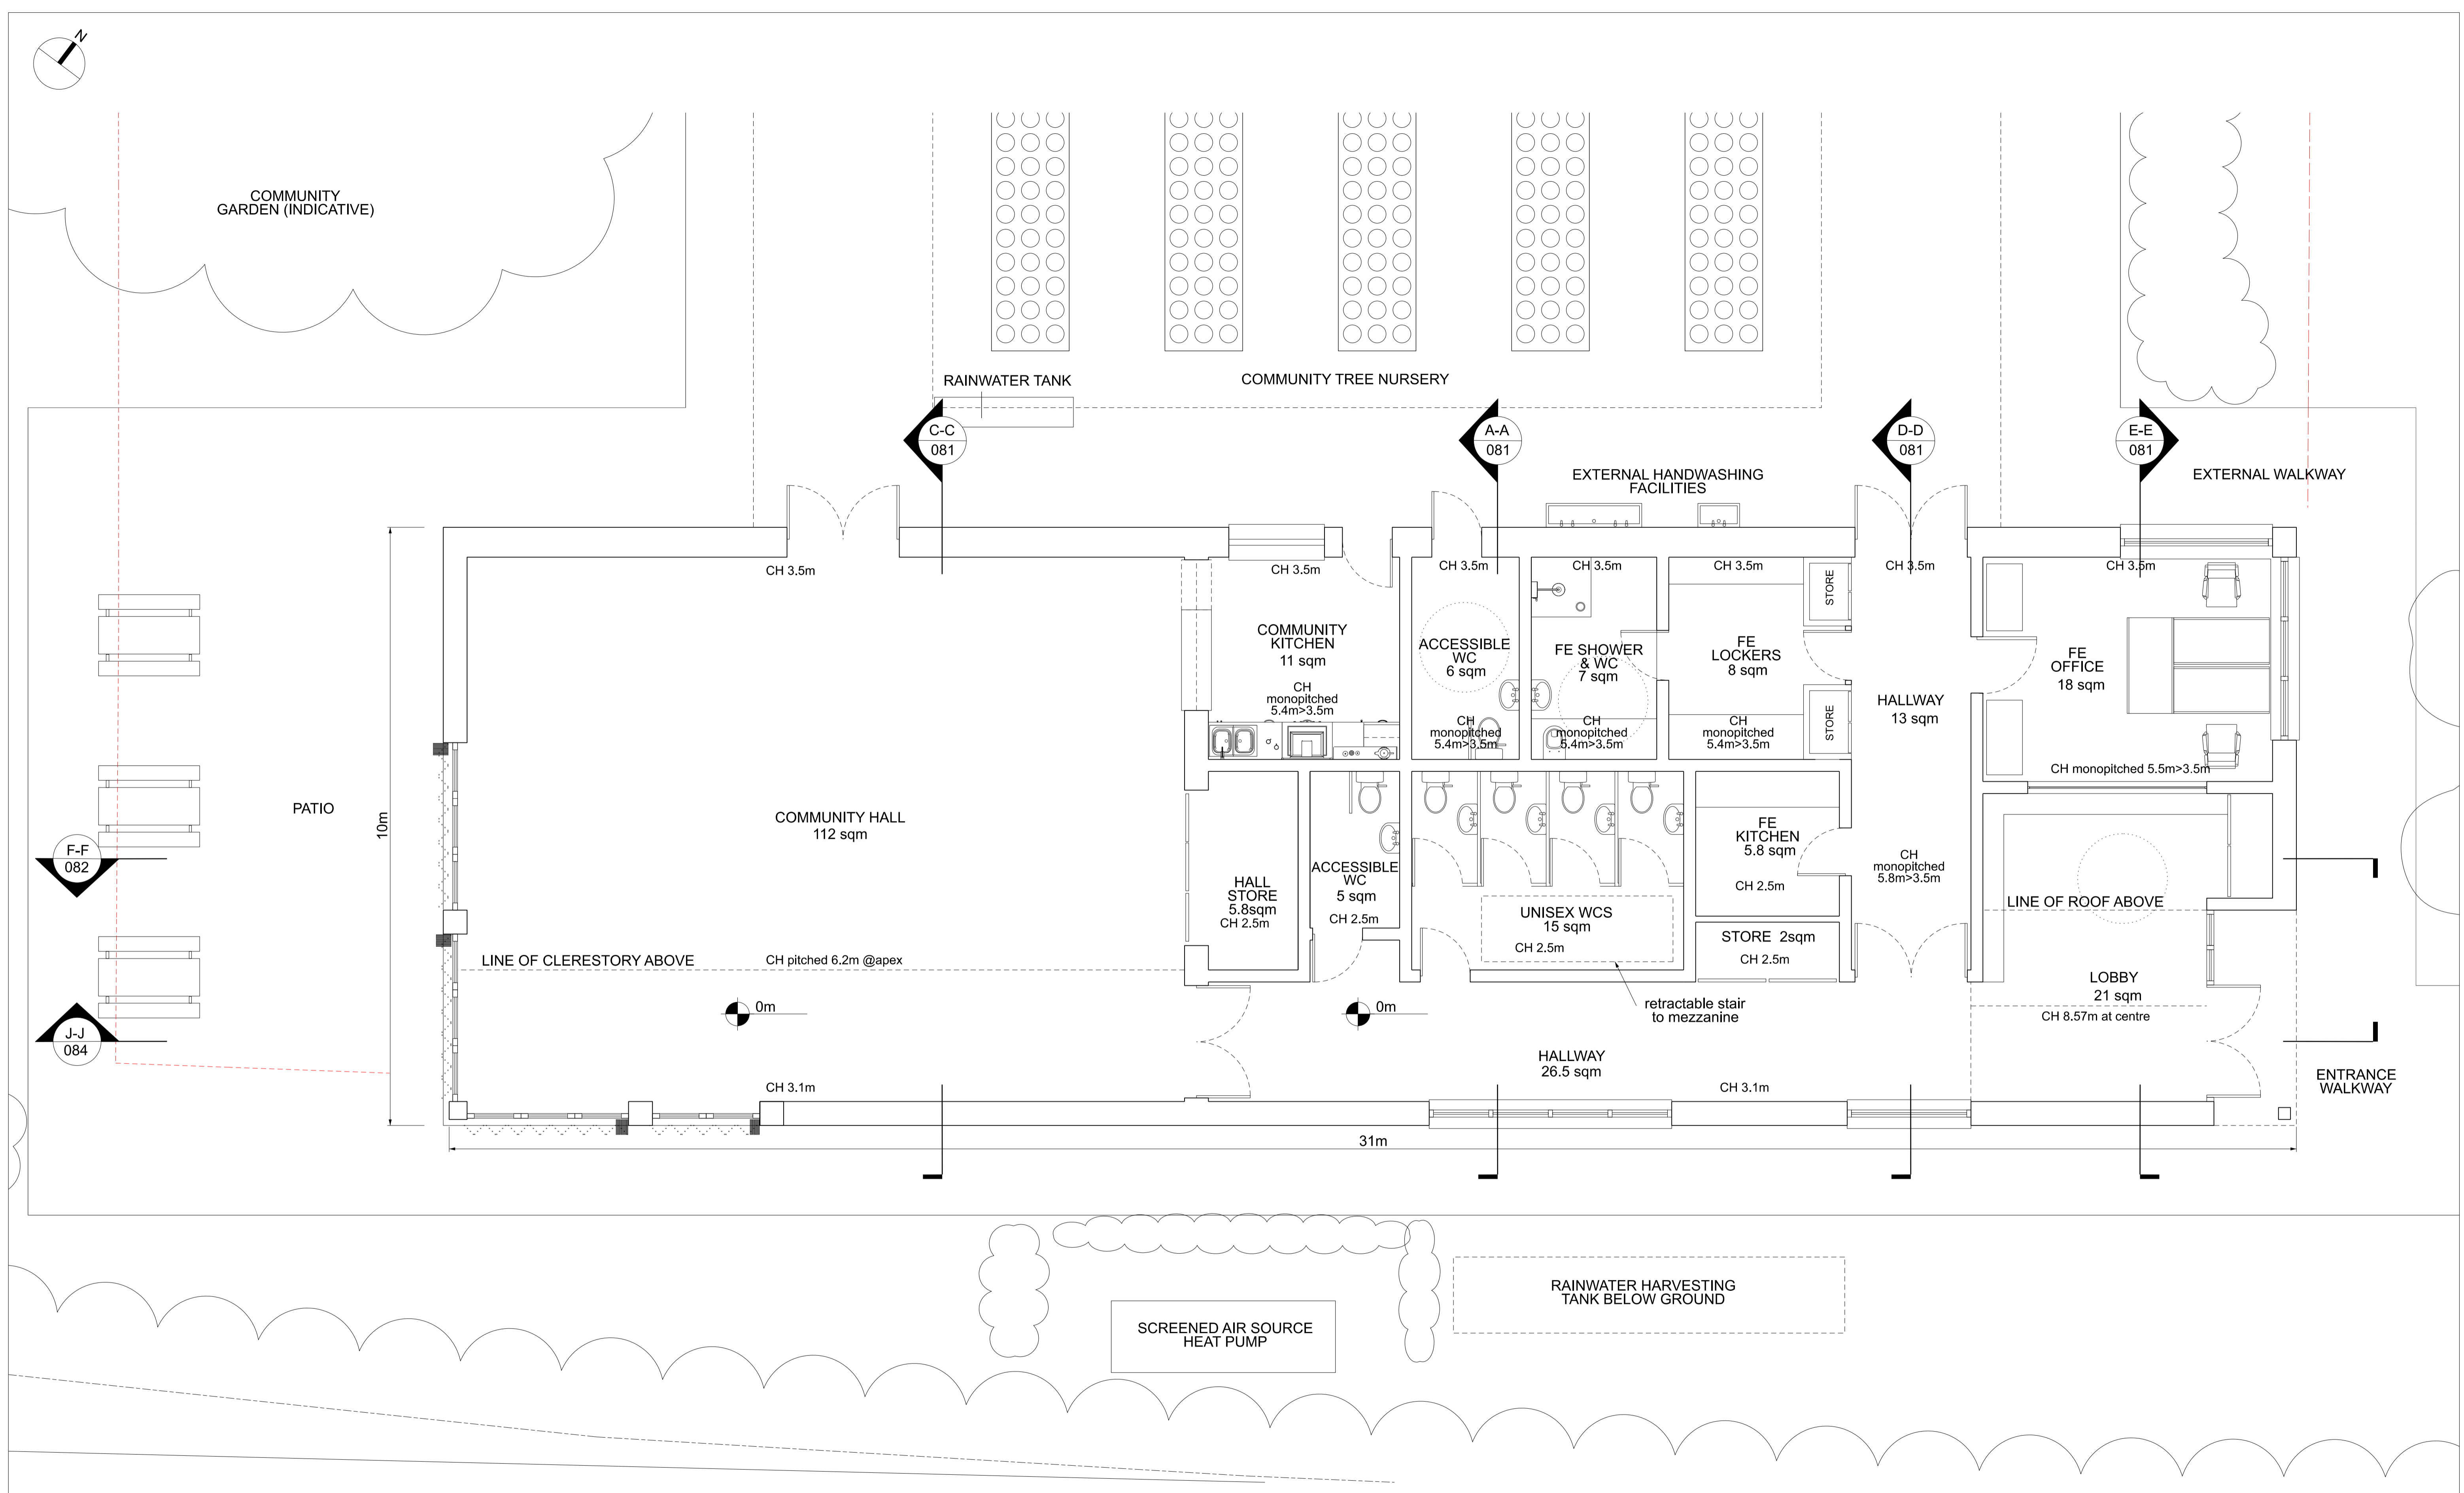 N
COMMUNITY
GARDEN (INDICATIVE)
RAINWATER TANK
COMMUNITY TREE NURSERY
C-C
081
A-A
081
D-D
081
E-E
081
EXTERNAL HANDWASHING
FACILITIES
EXTERNAL WALKWAY
CH 3.5m
CH 3.5m
CH 3.5m
CH 3.5m
CH 3.5m
CH 3.5m
CH 3.5m
STORE
COMMUNITY
KITCHEN
11 sqm
CH
monopitched
5.4m>3.5m
ACCESSIBLE
WC
6 sqm
CH
monopitched
5.4m>3.5m
FE SHOWER
& WC
7 sqm
CH
monopitched
5.4m>3.5m
FE
LOCKERS
8 sqm
CH
monopitched
5.4m>3.5m
STORE
HALLWAY
13 sqm
FE
OFFICE
18 sqm
CH monopitched 5.5m>3.5m
PATIO
10m
COMMUNITY HALL
112 sqm
F-F
082
HALL
STORE
5.8sqm
CH 2.5m
ACCESSIBLE
WC
5 sqm
CH 2.5m
UNISEX WCS
15 sqm
CH 2.5m
FE
KITCHEN
5.8 sqm
CH 2.5m
CH
monopitched
5.8m>3.5m
LINE OF ROOF ABOVE
STORE 2sqm
CH 2.5m
LINE OF CLERESTORY ABOVE
CH pitched 6.2m @apex
LOBBY
21 sqm
CH 8.57m at centre
0m
0m
retractable stair
to mezzanine
J-J
084
HALLWAY
26.5 sqm
CH 3.1m
CH 3.1m
ENTRANCE
WALKWAY
31m
RAINWATER HARVESTING
TANK BELOW GROUND
SCREENED AIR SOURCE
HEAT PUMP